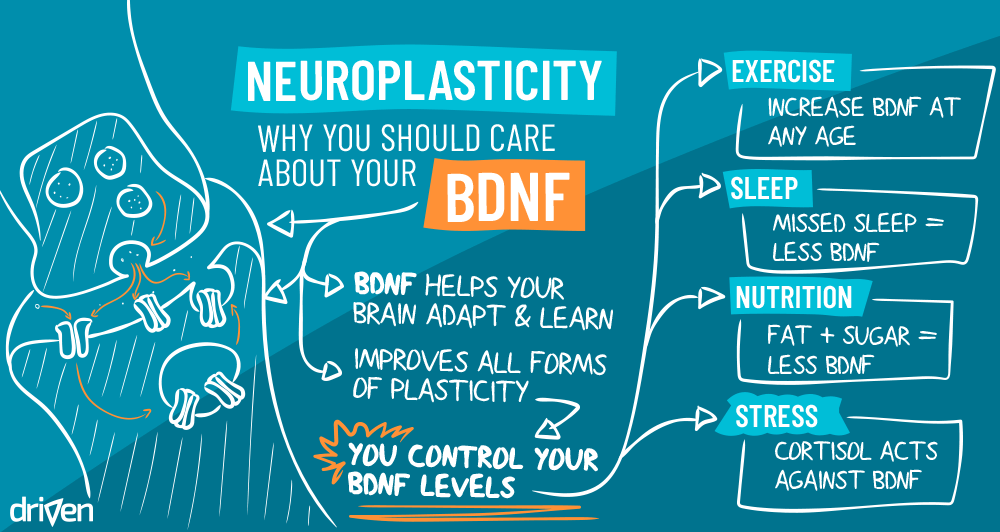 NEUROPLASTICITY
WHY YOU SHOULD CARE
ABOUT YOUR
BDNF
BDNF HELPS YOUR
BRAIN ADAPT & LEARN
IMPROVES ALL FORMS
OF PLASTICITY
YOU CONTROL YOUR
BDNF LEVELS
EXERCISE
INCREASE BDNF AT
ANY AGE
SLEEP
MISSED SLEEP =
LESS BDNF
NUTRITION
FAT + SUGAR =
LESS BDNF
STRESS
CORTISOL ACTS
AGAINST BDNF
driven